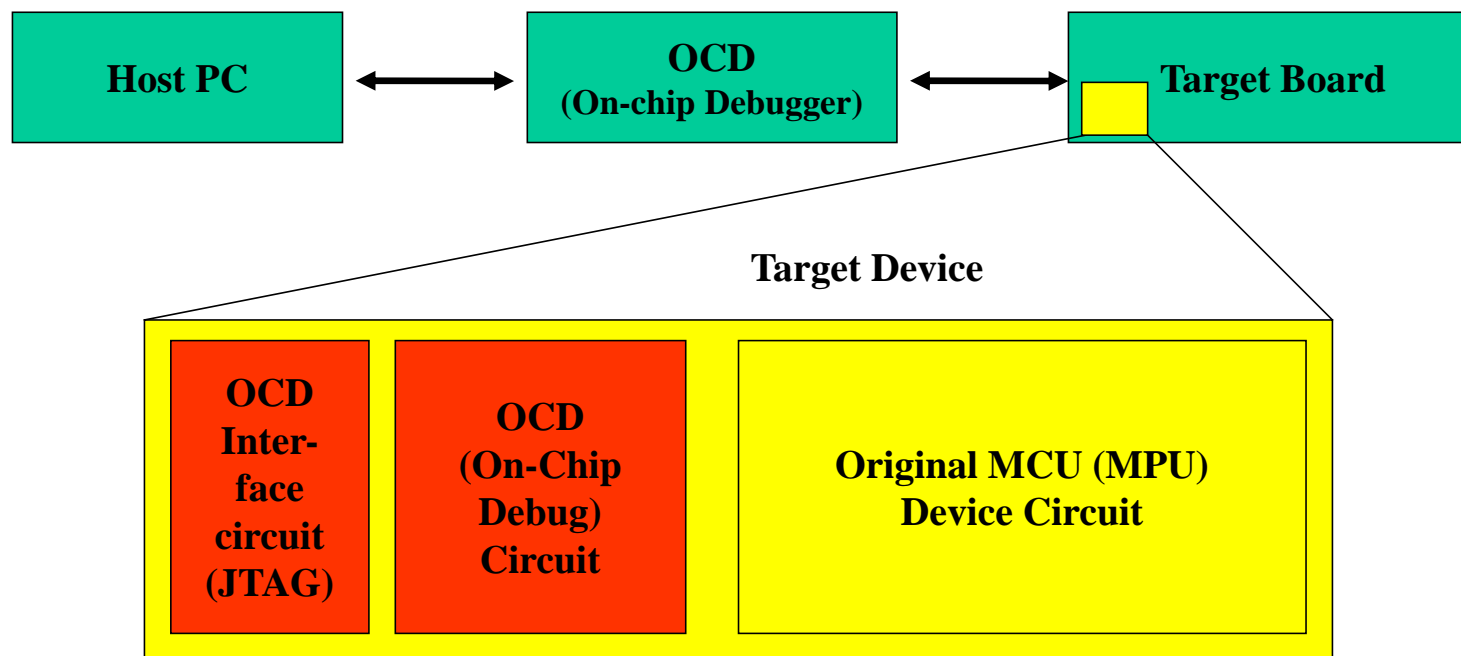 Host PC
OCD
(On-chip Debugger)
Target Board
Target Device
OCD
Inter-
face
circuit
(JTAG)
OCD
(On-Chip
Debug)
Circuit
Original MCU (MPU)
Device Circuit